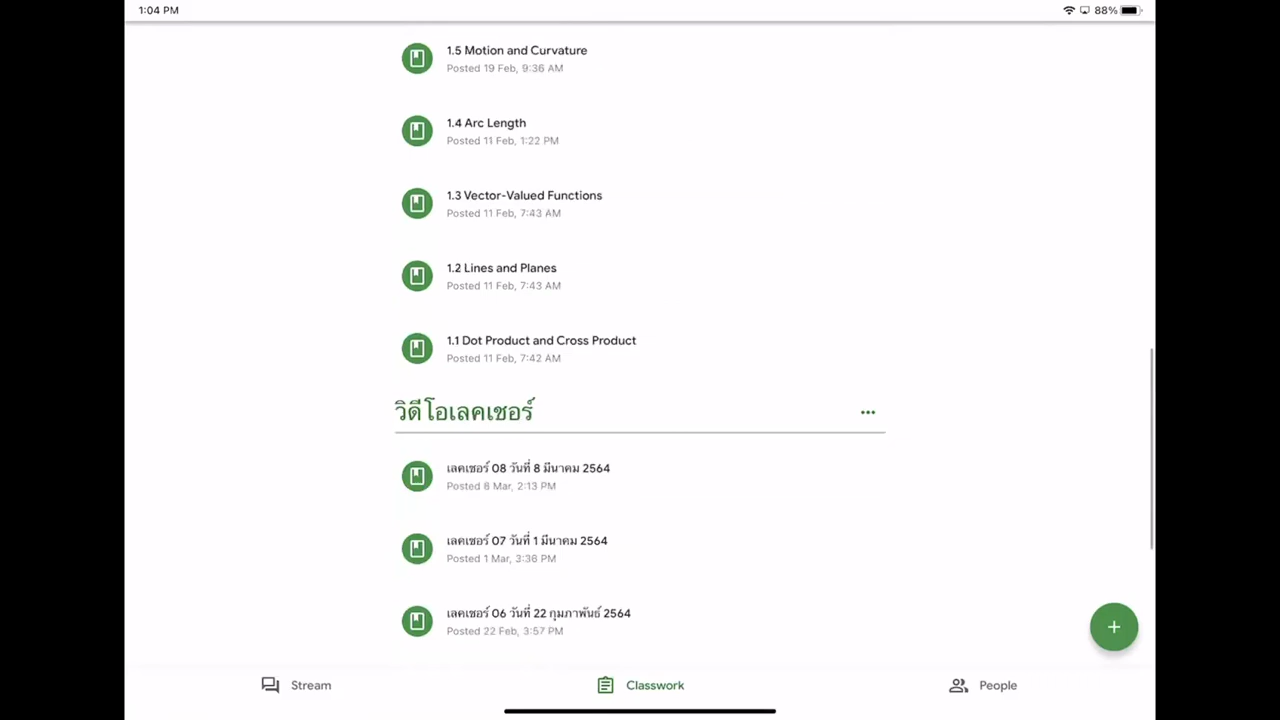 1:04 PM
88%
1.5 Motion and Curvature
Posted 19 Feb, 9:36 AM
1.4 Arc Length
Posted 11 Feb, 1:22 PM
1.3 Vector-Valued Functions
Posted 11 Feb, 7:43 AM
1.2 Lines and Planes
Posted 11 Feb, 7:43 AM
1.1 Dot Product and Cross Product
Posted 11 Feb, 7:42 AM
วิดีโอเลคเชอร์
เลคเชอร์ 08 วันที่ 8 มีนาคม 2564
Posted 8 Mar, 2:13 PM
เลคเชอร์ 07 วันที่ 1 มีนาคม 2564
Posted 1 Mar, 3:36 PM
เลคเชอร์ 06 วันที่ 22 กุมภาพันธ์ 2564
Posted 22 Feb, 3:57 PM
Stream
Classwork
People